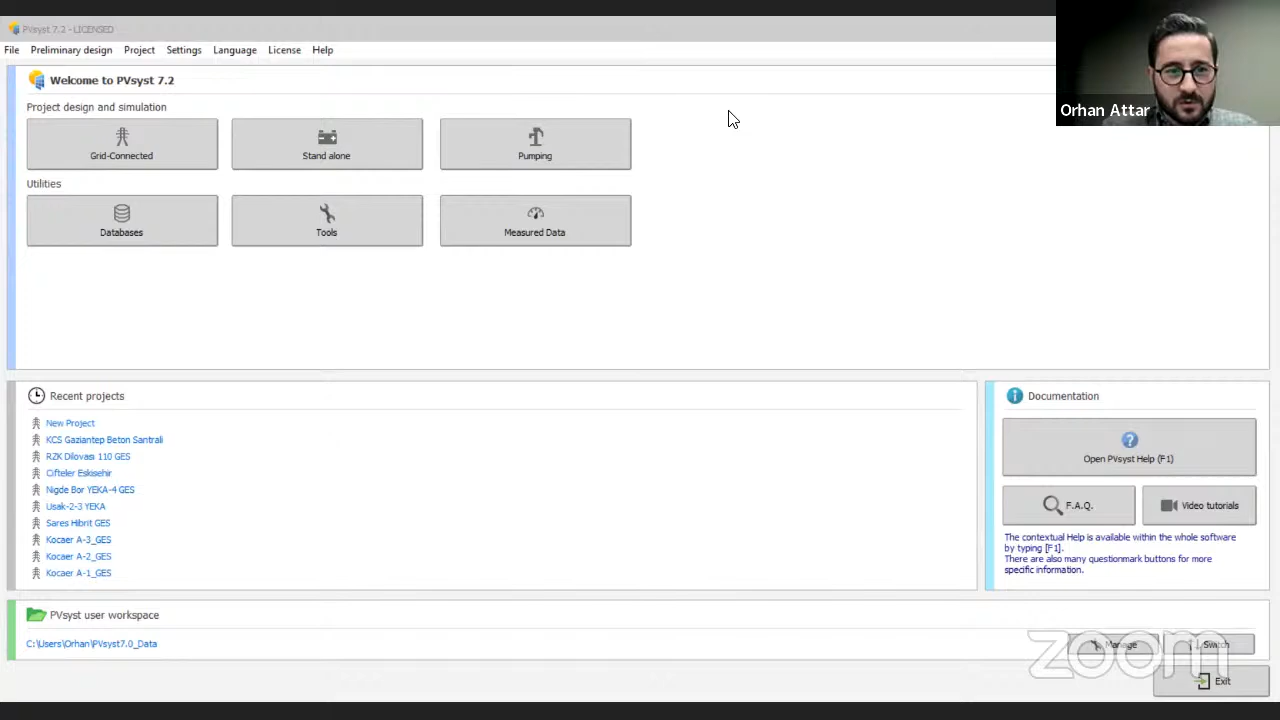 PVsyst 7.2 - LICENSED
File Preliminary design Project Settings Language License Help
Orhan Attar
Welcome to PVsyst 7.2
Project design and simulation
Grid-Connected
Stand alone
Pumping
Utilities
Databases
Tools
Measured Data
Recent projects
New Project
KCS Gaziantep Beton Santrali
RZK Dilovası 110 GES
Cifteler Eskisehir
Nigde Bor YEKA-4 GES
Usak-2-3 YEKA
Sares Hibrit GES
Kocaer A-3_GES
Kocaer A-2_GES
Kocaer A-1_GES
Documentation
Open PVsyst Help (F1)
F.A.Q.
Video tutorials
The contextual Help is available within the whole software
by typing [F1].
There are also many questionmark buttons for more
specific information.
PVsyst user workspace
C:\Users\Orhan\PVsyst7.0_Data
Manage
Switch
zoom
Exit